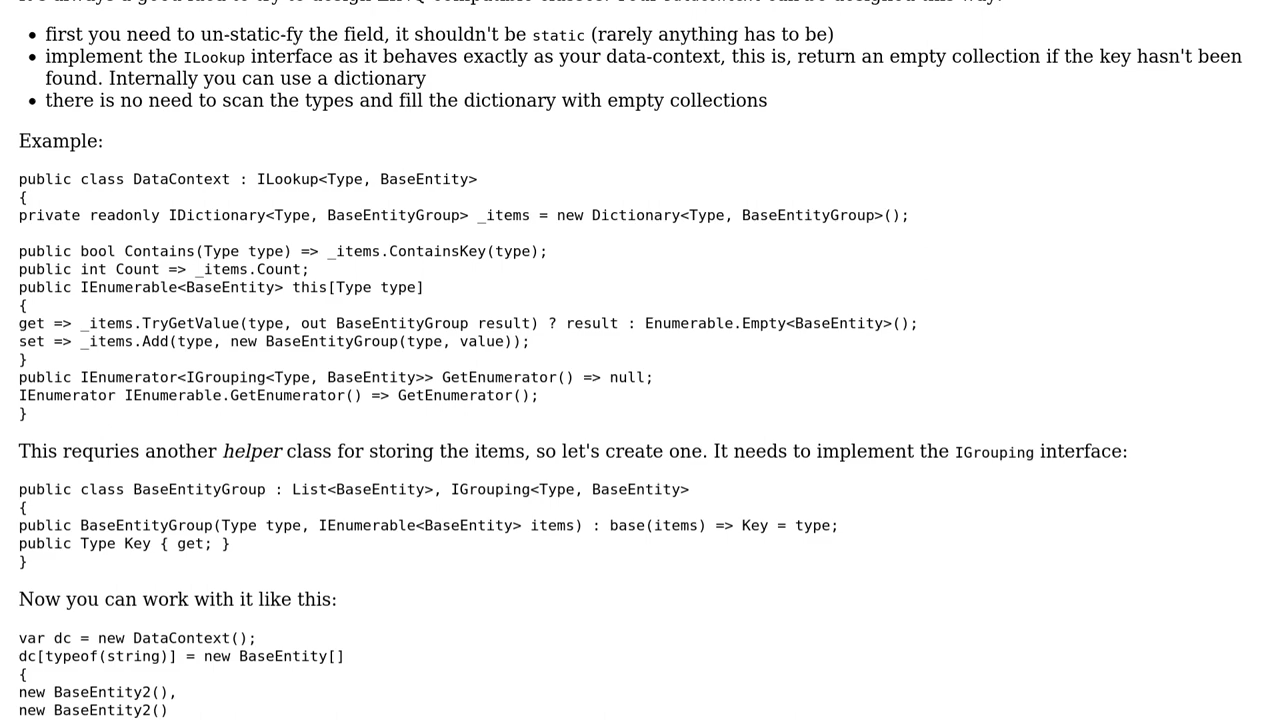 • first you need to un-static-fy the field, it shouldn't be static (rarely anything has to be)
• implement the ILookup interface as it behaves exactly as your data-context, this is, return an empty collection if the key hasn't been
found. Internally you can use a dictionary
• there is no need to scan the types and fill the dictionary with empty collections
Example:
public class DataContext : ILookup<Type, BaseEntity>
{
private readonly IDictionary<Type, BaseEntityGroup> _items = new Dictionary<Type, BaseEntityGroup>();
public bool Contains(Type type) => _items.ContainsKey(type);
public int Count => _items.Count;
public IEnumerable<BaseEntity> this[Type type]
{
get => _items.TryGetValue(type, out BaseEntityGroup result) ? result : Enumerable.Empty<BaseEntity>();
set => _items.Add(type, new BaseEntityGroup(type, value));
}
public IEnumerator<IGrouping<Type, BaseEntity>> GetEnumerator() => null;
IEnumerator IEnumerable.GetEnumerator() => GetEnumerator();
}
This requries another helper class for storing the items, so let's create one. It needs to implement the IGrouping interface:
public class BaseEntityGroup : List<BaseEntity>, IGrouping<Type, BaseEntity>
{
public BaseEntityGroup(Type type, IEnumerable<BaseEntity> items) : base(items) => Key = type;
public Type Key { get; }
}
Now you can work with it like this:
var dc = new DataContext();
dc[typeof(string)] = new BaseEntity[]
{
new BaseEntity2(),
new BaseEntity2()